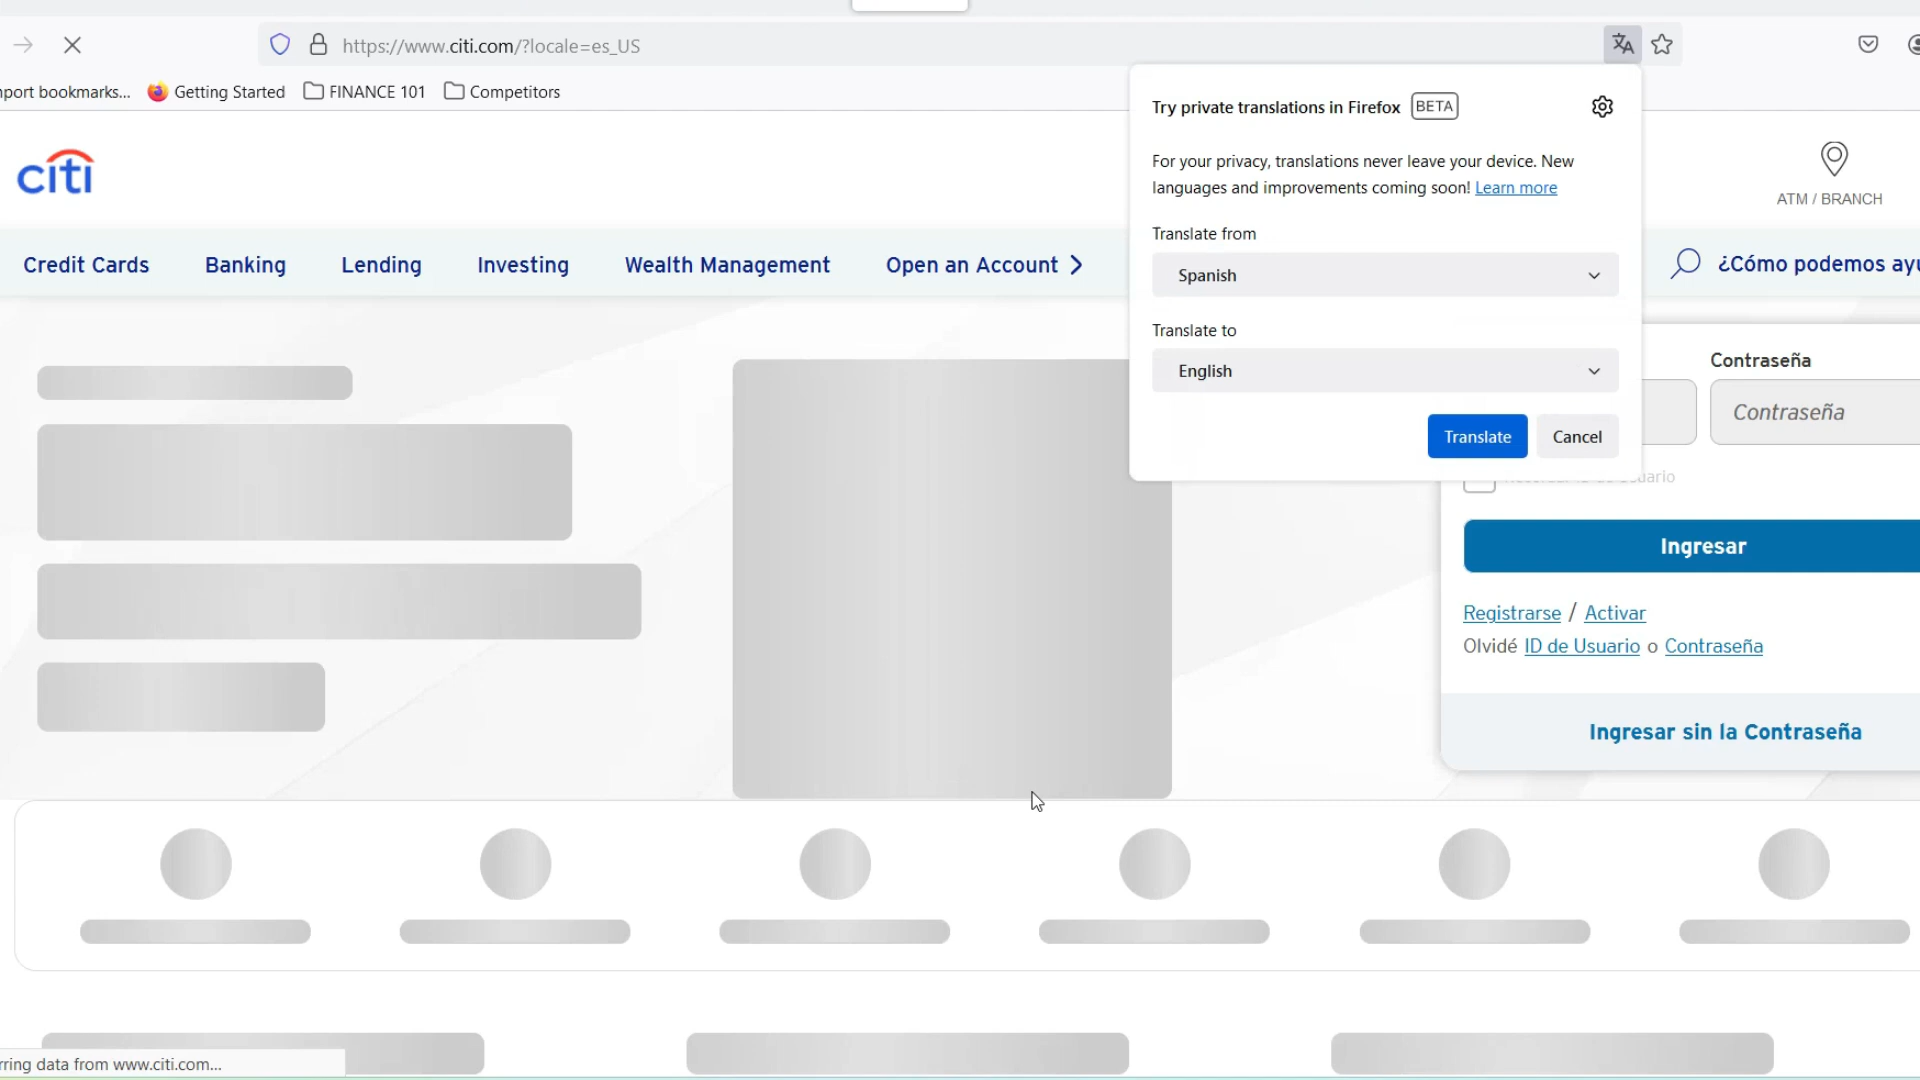 https://www.citi.com/?locale=es_US
mport bookmarks...
Getting Started
FINANCE 101
Competitors
Try private translations in Firefox BETA
For your privacy, translations never leave your device. New
languages and improvements coming soon! Learn more
Translate from
Spanish
Translate to
English
Translate
Cancel
citi
ATM / BRANCH
Credit Cards
Banking
Lending
Investing
Wealth Management
Open an Account
¿Cómo podemos ayu
Contraseña
Contraseña
Ingresar
Registrarse / Activar
Olvidé ID de Usuario o Contraseña
Ingresar sin la Contraseña
rring data from www.citi.com...